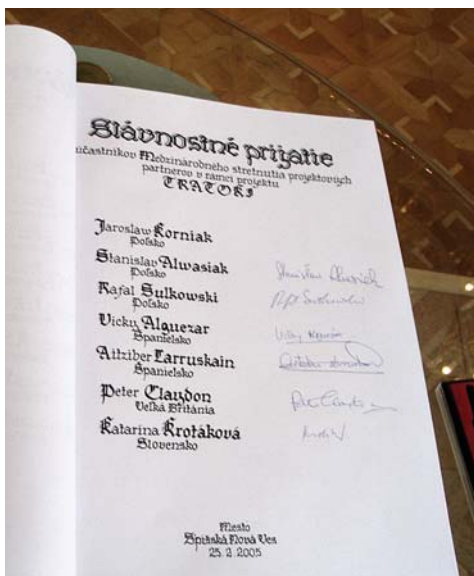 Slávnostné prijatie
účastníkov Medzinárodného stretnutia projektových
partnerov v rámci projektu
TRATOKI
Jaroslaw Korniak
Poľsko
Stanislav Alwasiak
Poľsko
Rafal Sulkowski
Poľsko
Vicky Alquezar
Španielsko
Aitziber Larruskain
Španielsko
Peter Claydon
Veľká Británia
Katarína Krotáková
Slovensko
Mesto
Spišská Nová Ves
25. 2. 2005